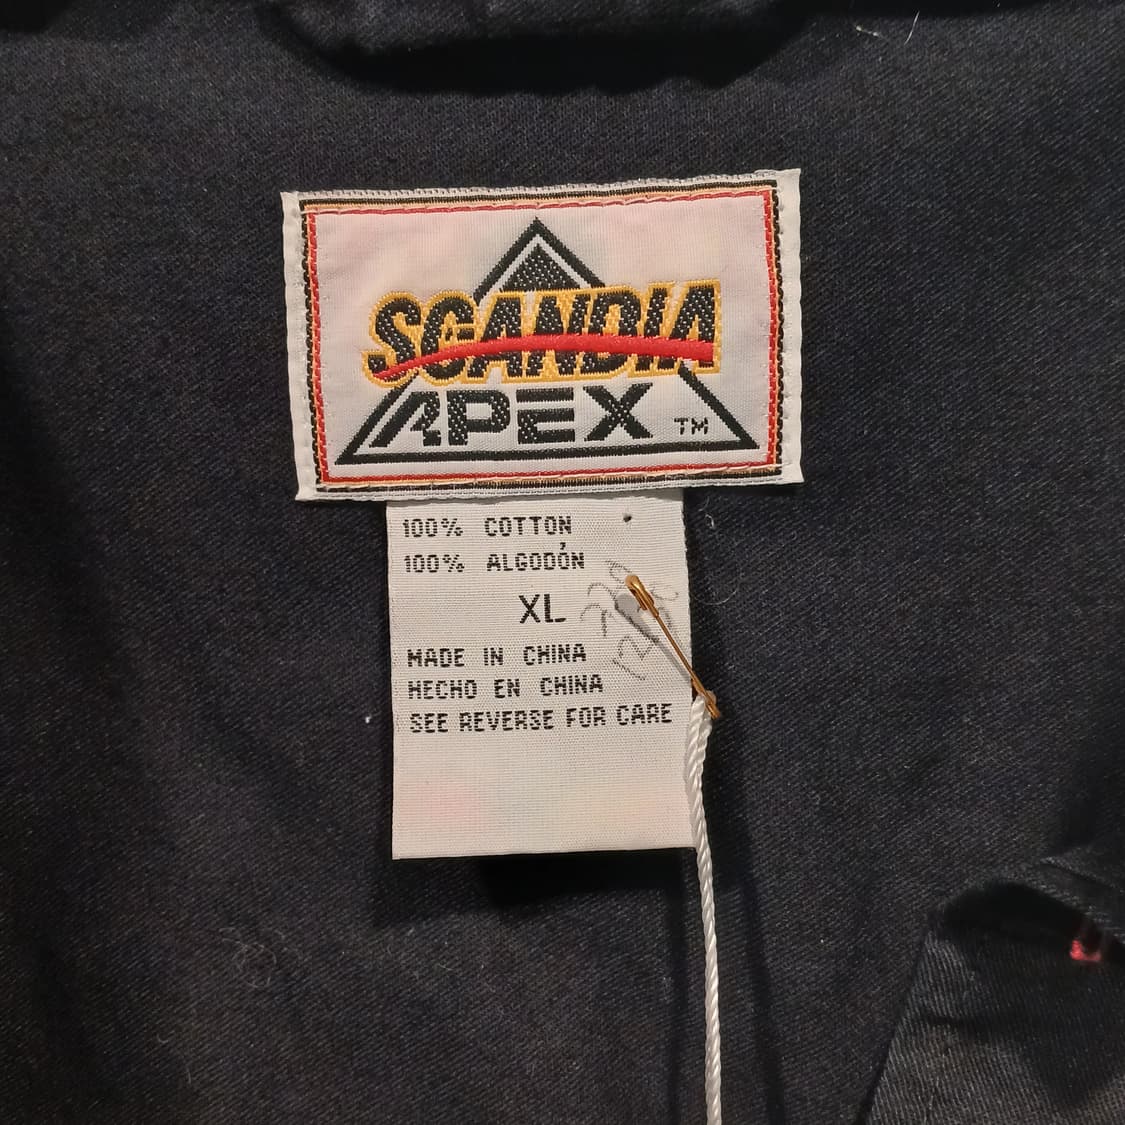 SCANDIA
APEX ™
100% COTTON
100% ALGODÓN
XL
MADE IN CHINA
HECHO EN CHINA
SEE REVERSE FOR CARE